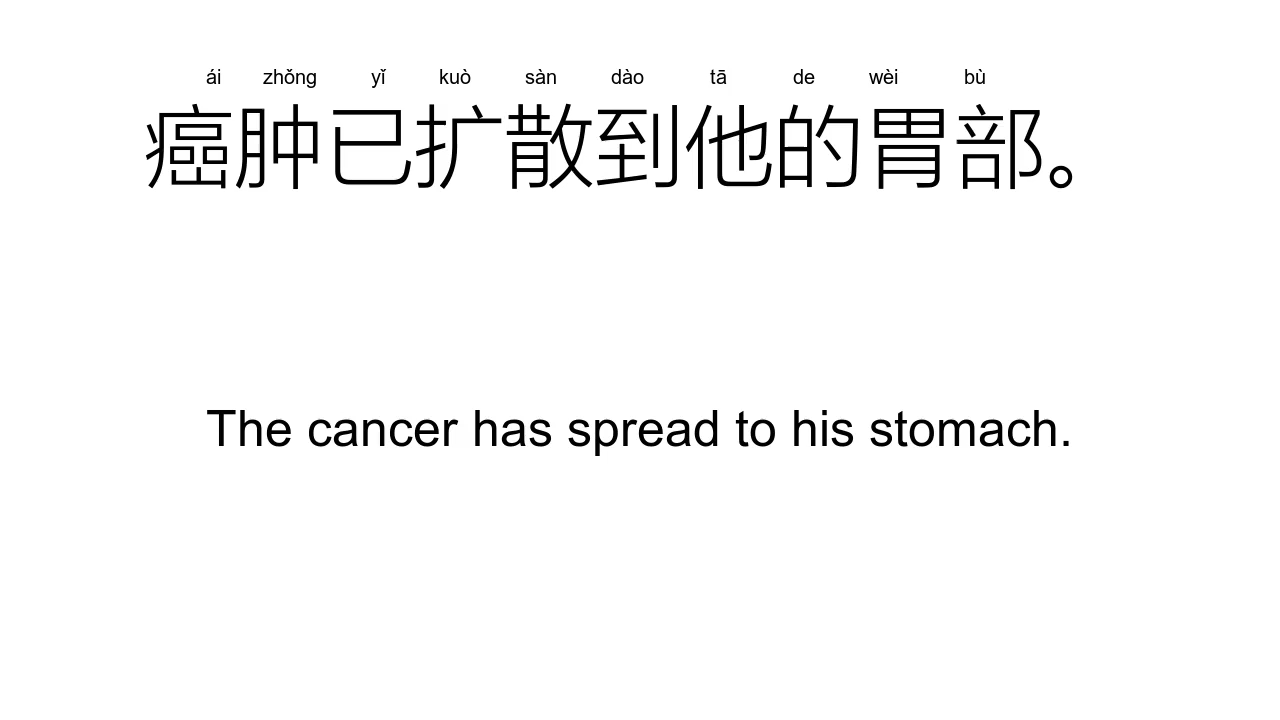 ái zhǒng yǐ kuò sàn dào tā de wèi bù
癌肿已扩散到他的胃部。
The cancer has spread to his stomach.